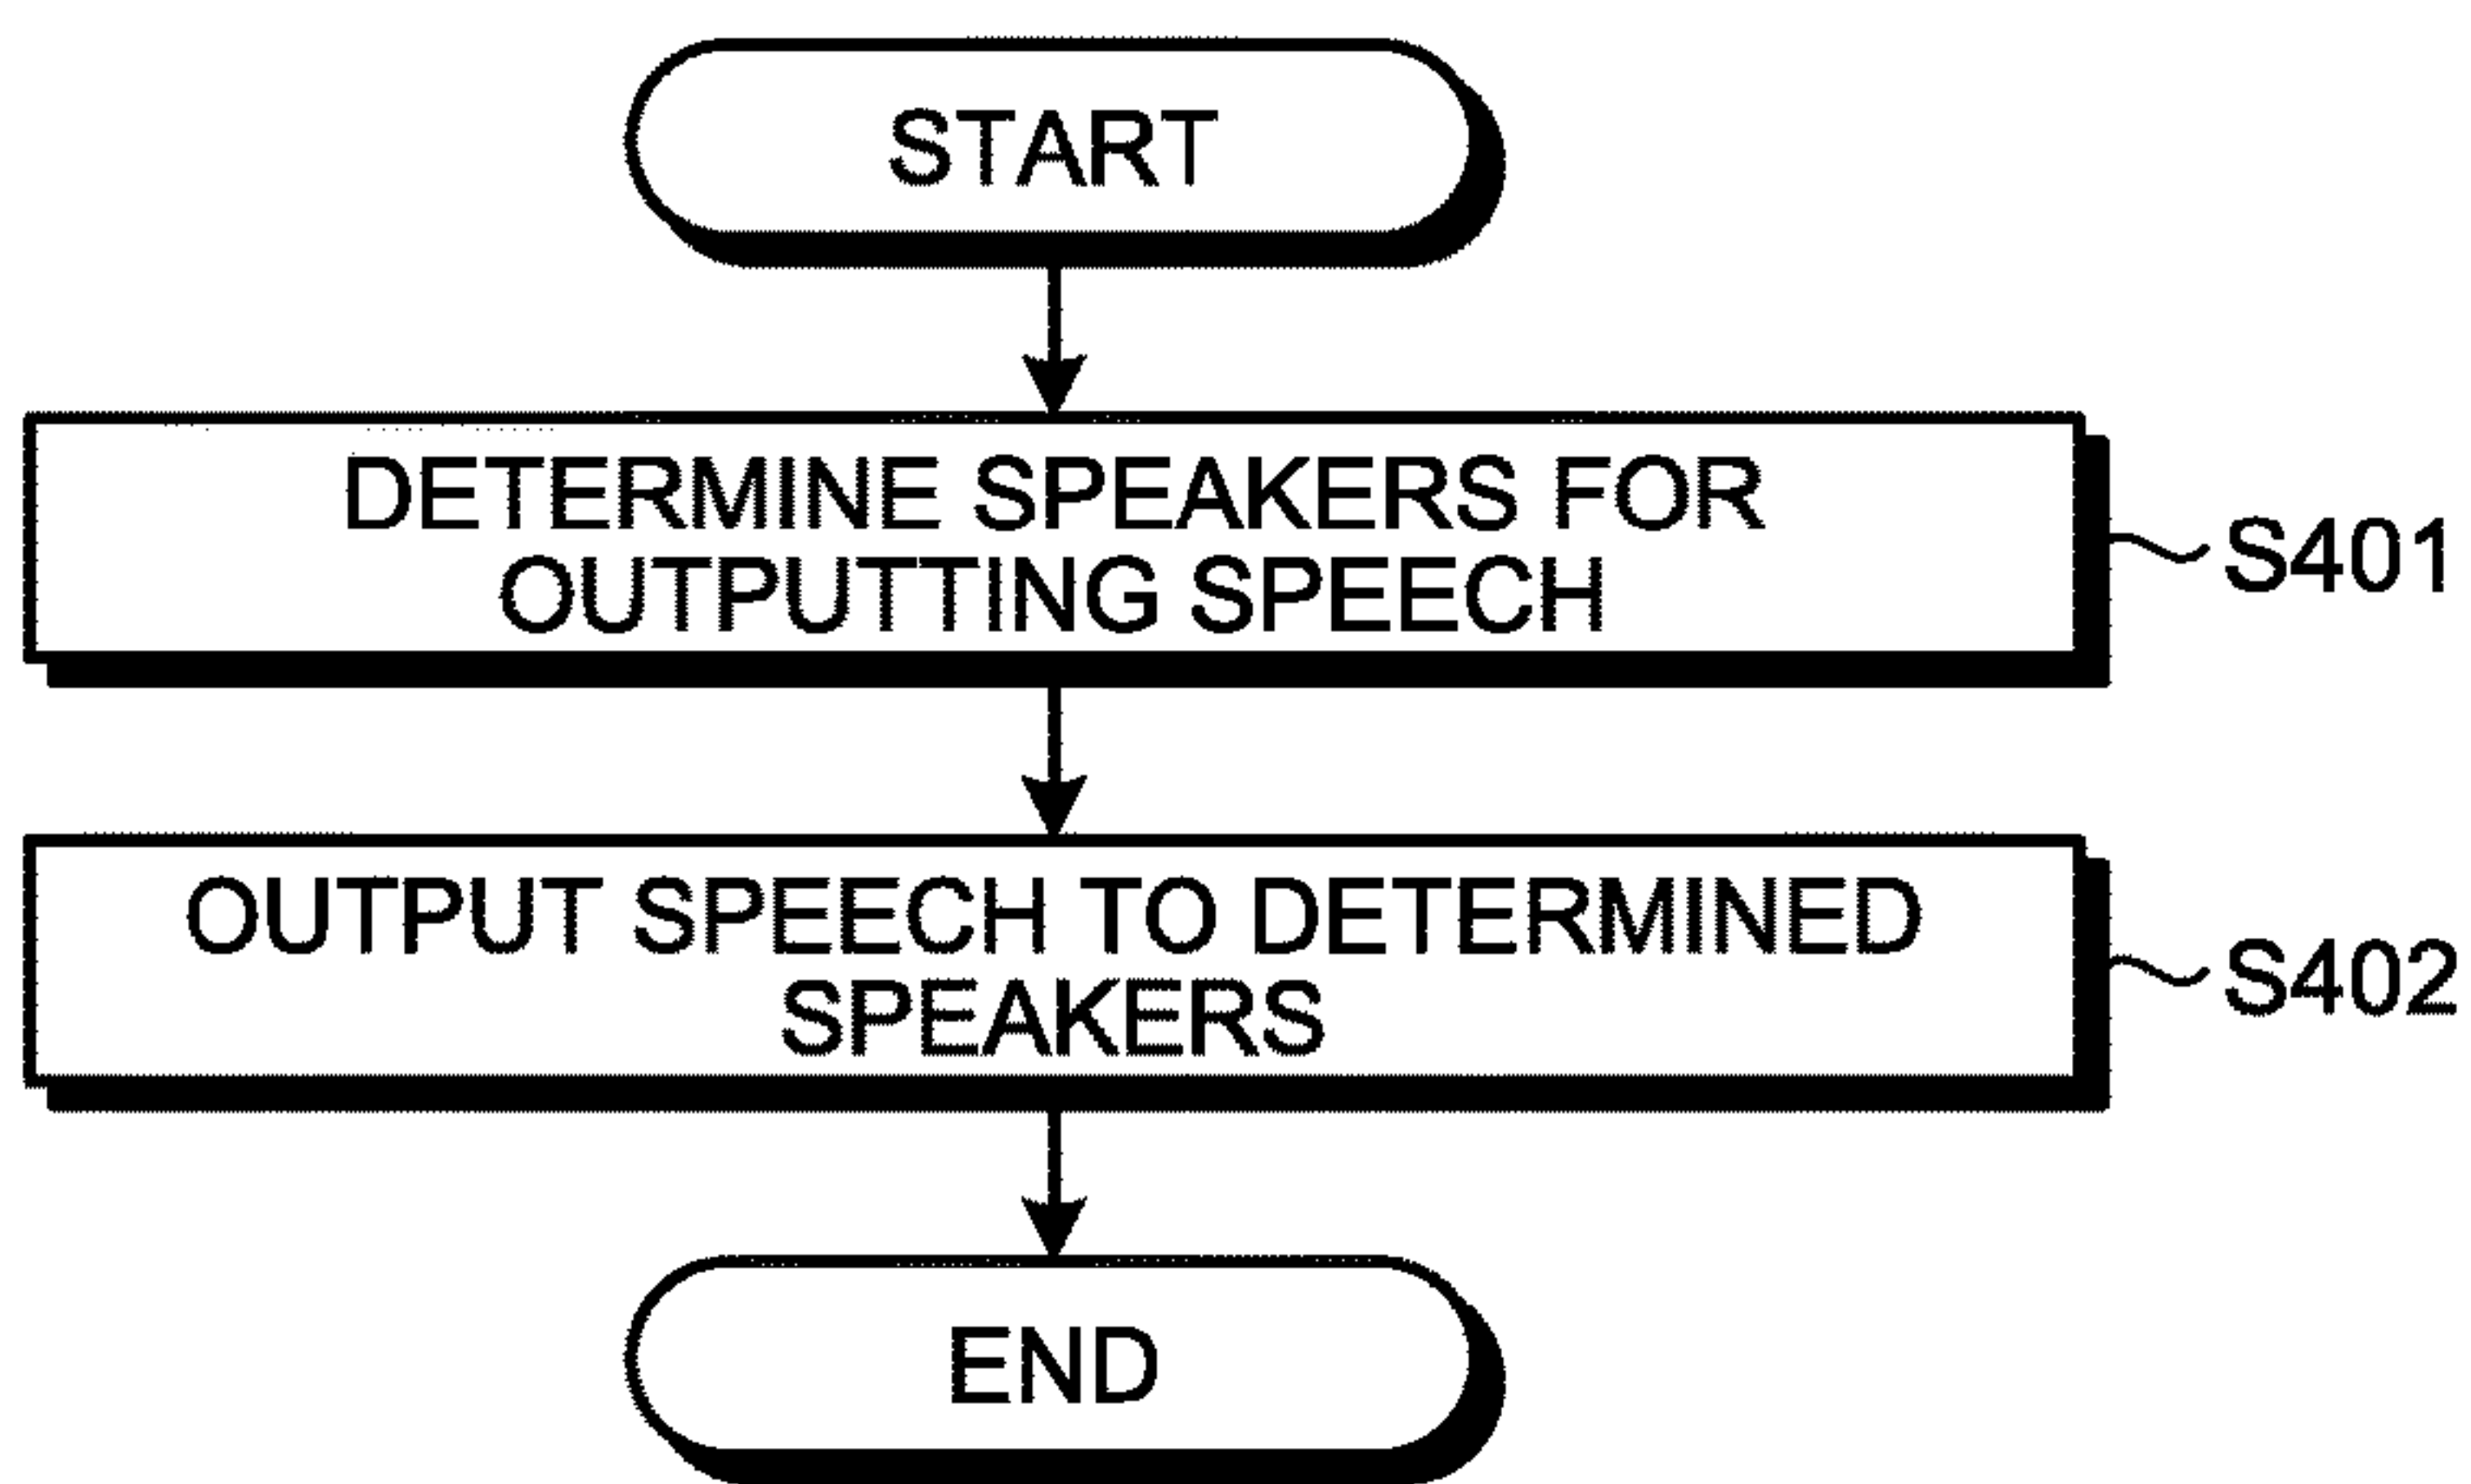 START
DETERMINE SPEAKERS FOR
OUTPUTTING SPEECH
S401
OUTPUT SPEECH TO DETERMINED
SPEAKERS
S402
END